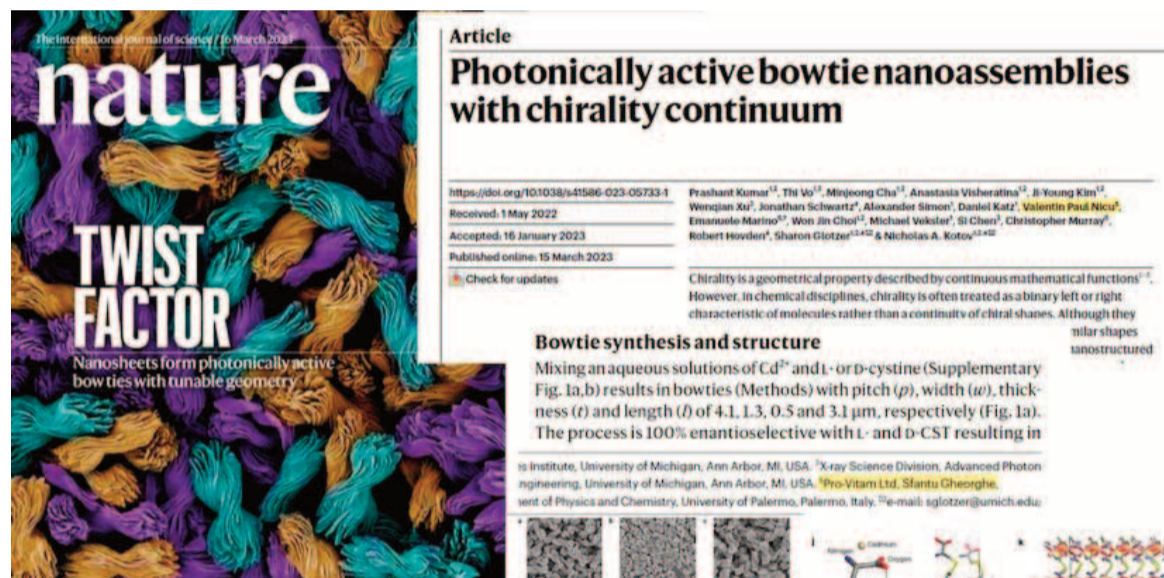 The international journal of science / 16 March 2023
nature
TWIST
FACTOR
Nanosheets form photonically active
bow ties with tunable geometry
Article
Photonically active bowtie nanoassemblies
with chirality continuum
https://doi.org/10.1038/s41586-023-05733-1
Received: 1 May 2022
Accepted: 16 January 2023
Published online: 15 March 2023
Check for updates
Prashant Kumar, Thi Vo, Minjeong Cha, Anastasia Visheratina, Ji-Young Kim,
Wenqian Xu, Jonathan Schwartz, Alexander Simon, Daniel Katz, Valentin Paul Nicu,
Emanuele Marino, Won Jin Choi, Michael Veksler, Si Chen, Christopher Murray,
Robert Hovden, Sharon Glotzer & Nicholas A. Kotov
Chirality is a geometrical property described by continuous mathematical functions
However, in chemical disciplines, chirality is often treated as a binary left or right
characteristic of molecules rather than a continuity of chiral shapes. Although they
milar shapes
nanostructured
Bowtie synthesis and structure
Mixing an aqueous solutions of Cd²⁺ and L- or D-cystine (Supplementary
Fig. 1a,b) results in bowties (Methods) with pitch (p), width (w), thick-
ness (t) and length (l) of 4.1, 1.3, 0.5 and 3.1 μm, respectively (Fig. 1a).
The process is 100% enantioselective with L- and D-CST resulting in
es Institute, University of Michigan, Ann Arbor, MI, USA. ³X-ray Science Division, Advanced Photon
ngineering, University of Michigan, Ann Arbor, MI, USA. ⁵Pro-Vitam Ltd, Sfantu Gheorghe,
ent of Physics and Chemistry, University of Palermo, Palermo, Italy. e-mail: sglotzer@umich.edu;
a b c j k
Cadmium
Nitrogen
Oxygen